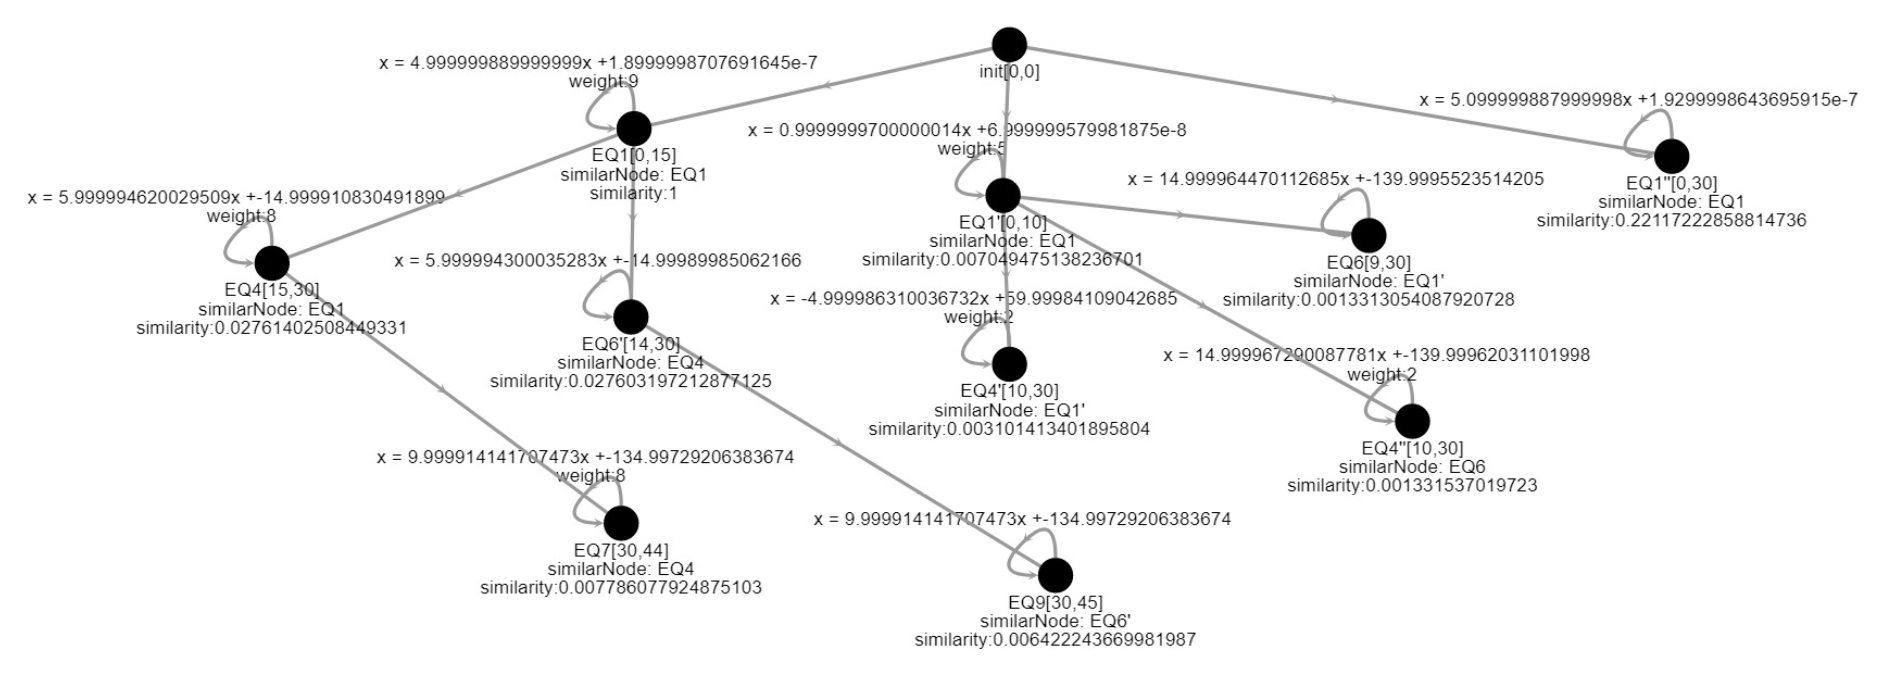 init[0,0]
x = 4.999999889999999x +1.8999998707691645e-7
weight:9
EQ1[0,15]
similarNode: EQ1
similarity:1
x = 5.099999887999998x +1.9299998643695915e-7
EQ1"[0,30]
similarNode: EQ1
similarity:0.22117222858814736
x = 0.9999999700000014x +6.999999579981875e-8
weight:5
EQ1'[0,10]
similarNode: EQ1
similarity:0.007049475138236701
x = 14.999964470112685x +-139.9995523514205
EQ6[9,30]
similarNode: EQ1'
similarity:0.0013313054087920728
x = 5.999994620029509x +-14.999910830491899
weight:8
EQ4[15,30]
similarNode: EQ1
similarity:0.02761402508449331
x = 5.999994300035283x +-14.99989985062166
EQ6'[14,30]
similarNode: EQ4
similarity:0.027603197212877125
x = -4.999986310036732x +59.99984109042685
weight:2
EQ4'[10,30]
similarNode: EQ1'
similarity:0.003101413401895804
x = 14.999967290087781x +-139.99962031101998
weight:2
EQ4"[10,30]
similarNode: EQ6
similarity:0.001331537019723
x = 9.999914141707473x +-134.99729206383674
weight:8
EQ7[30,44]
similarNode: EQ4
similarity:0.007786077924875103
x = 9.999914141707473x +-134.99729206383674
EQ9[30,45]
similarNode: EQ6'
similarity:0.006422243669981987